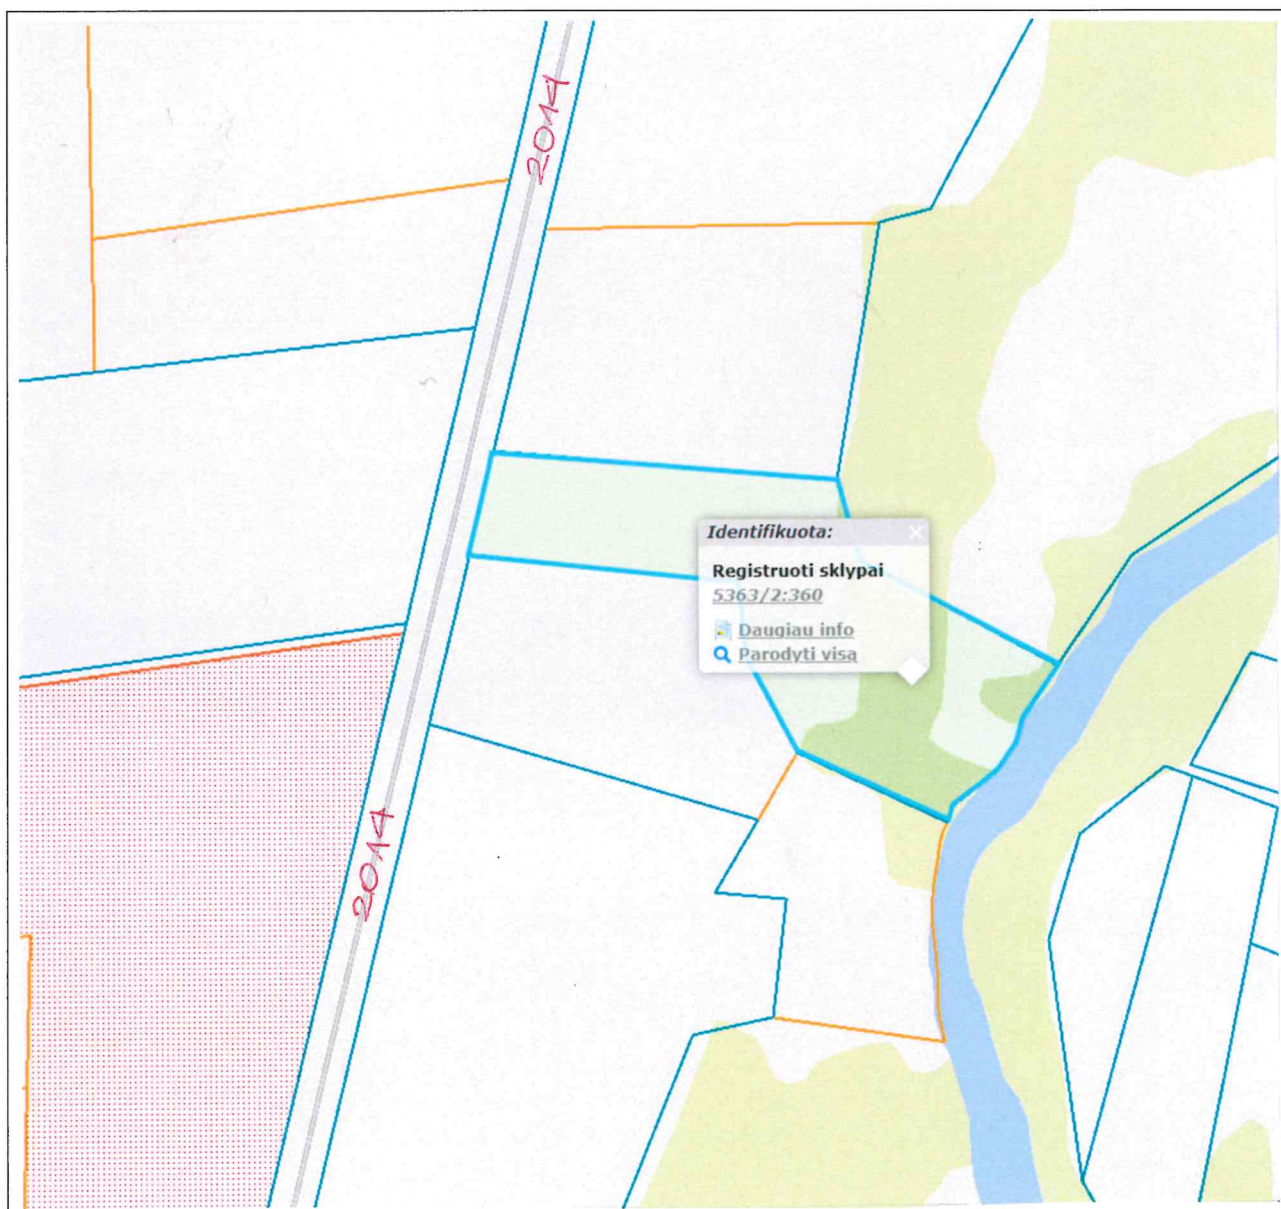 2014
Identifikuota:
Registruoti sklypai
5363/2:360
Daugiau info
Parodyti visą
2014